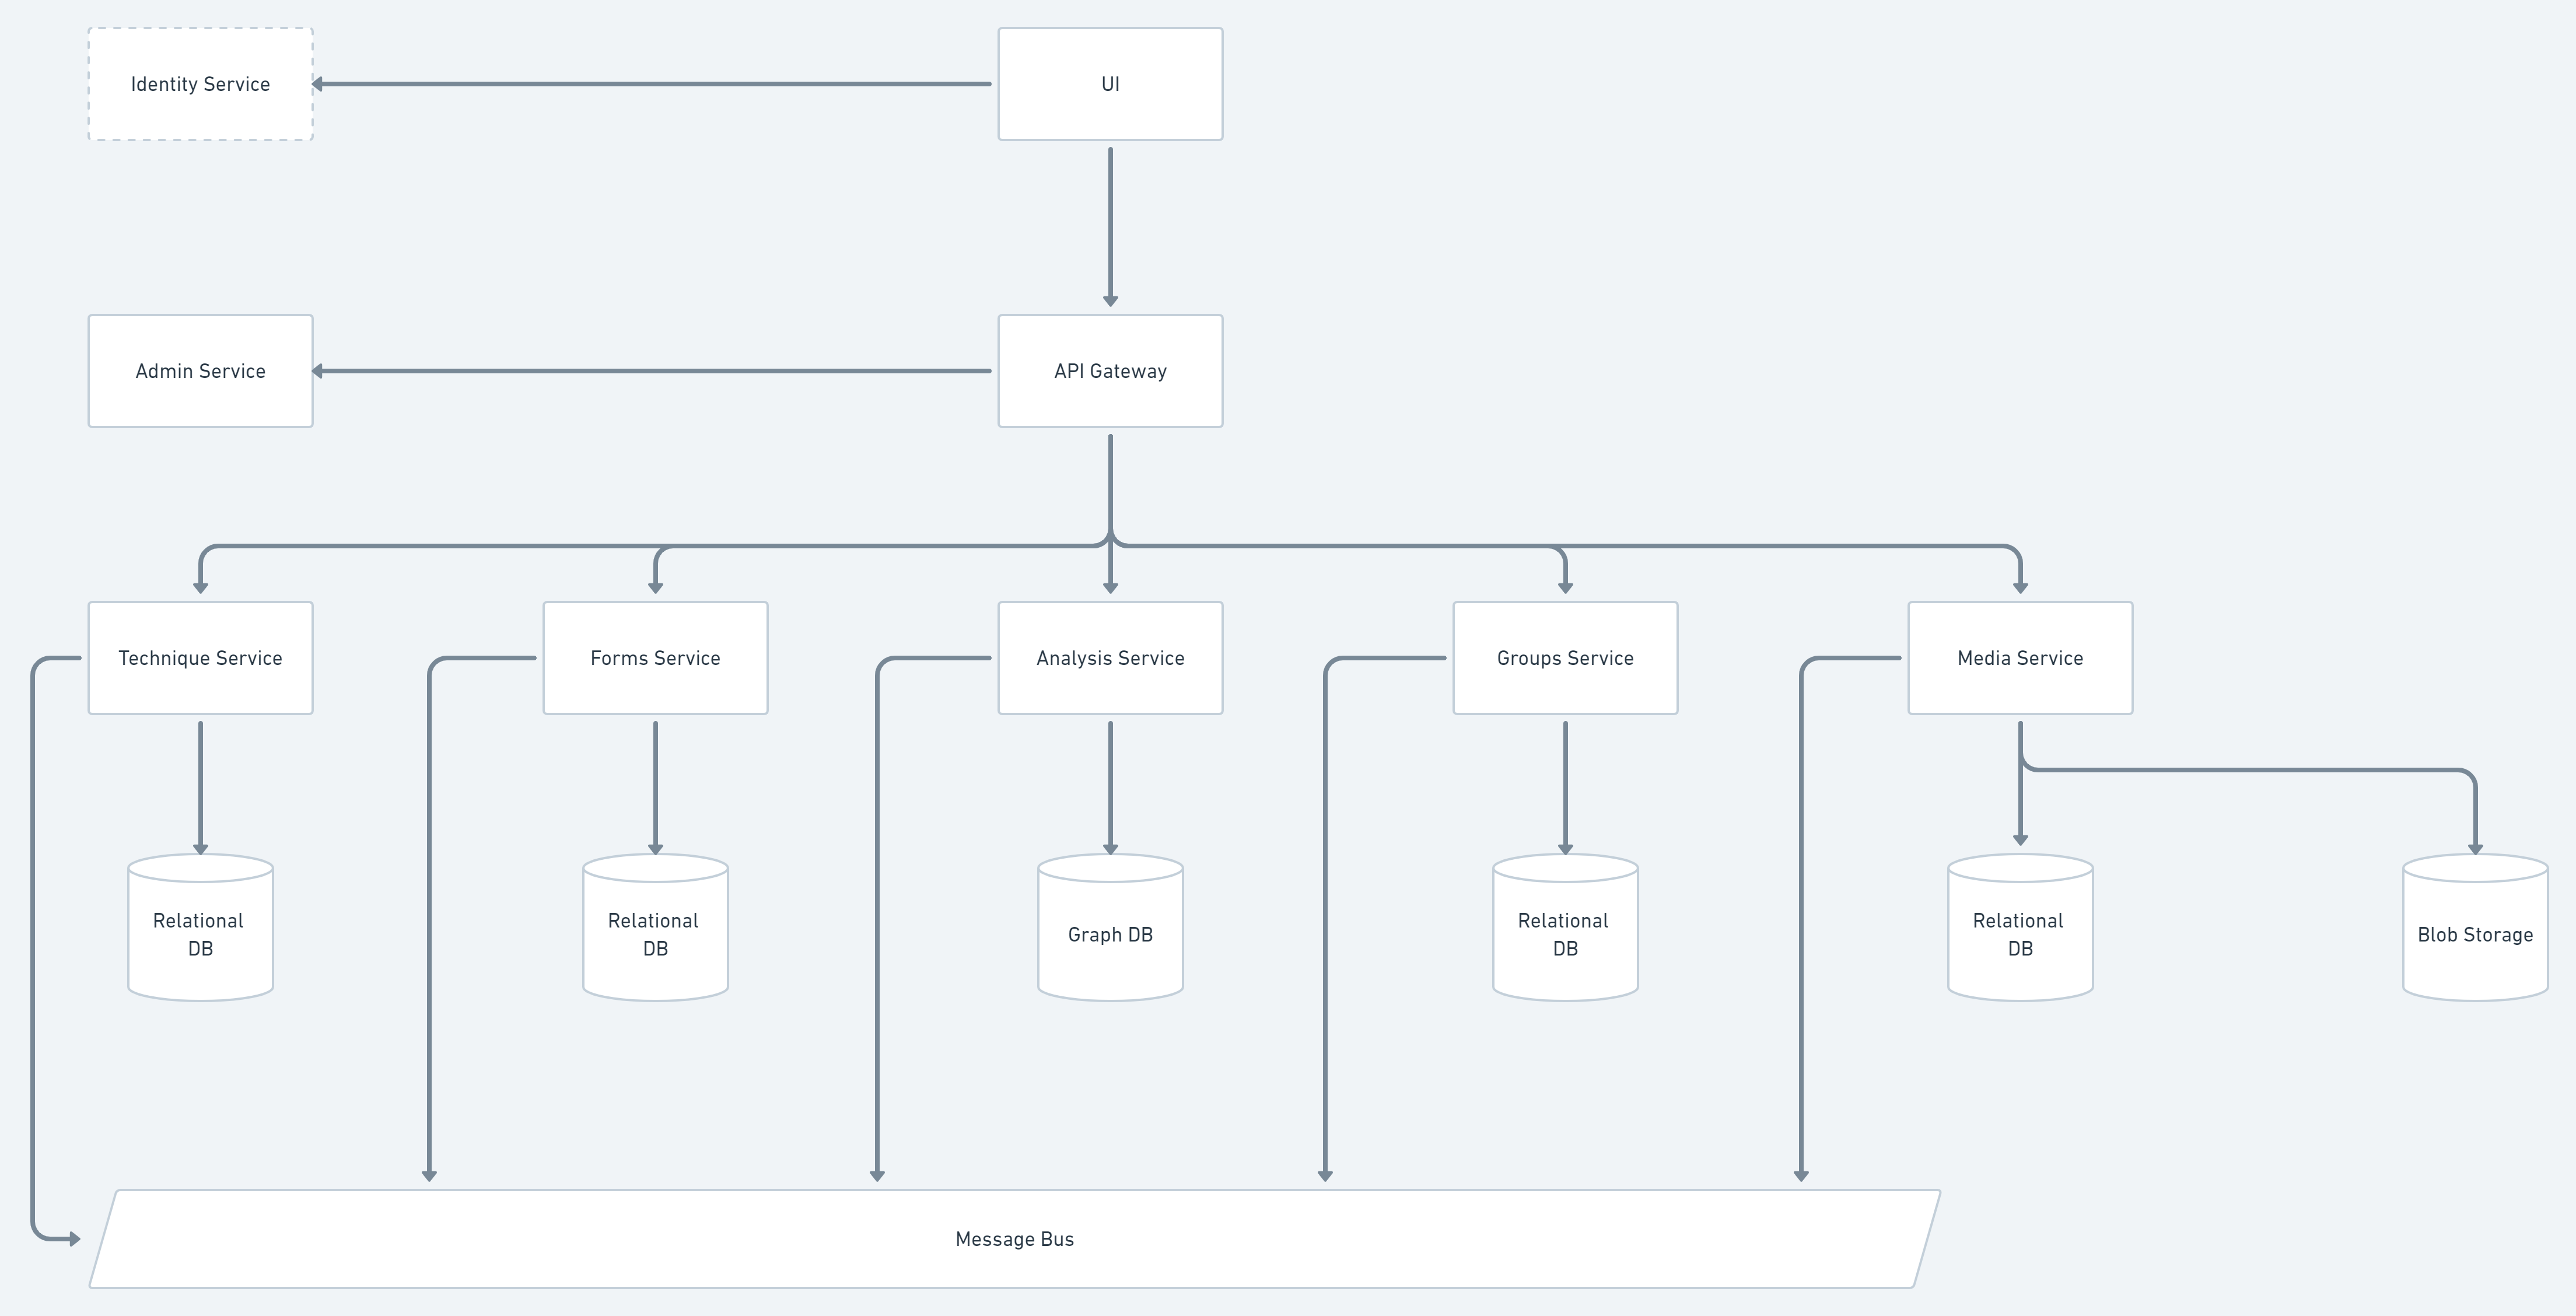 Identity Service
UI
Admin Service
API Gateway
Technique Service
Forms Service
Analysis Service
Groups Service
Media Service
Relational
DB
Relational
DB
Graph DB
Relational
DB
Relational
DB
Blob Storage
Message Bus